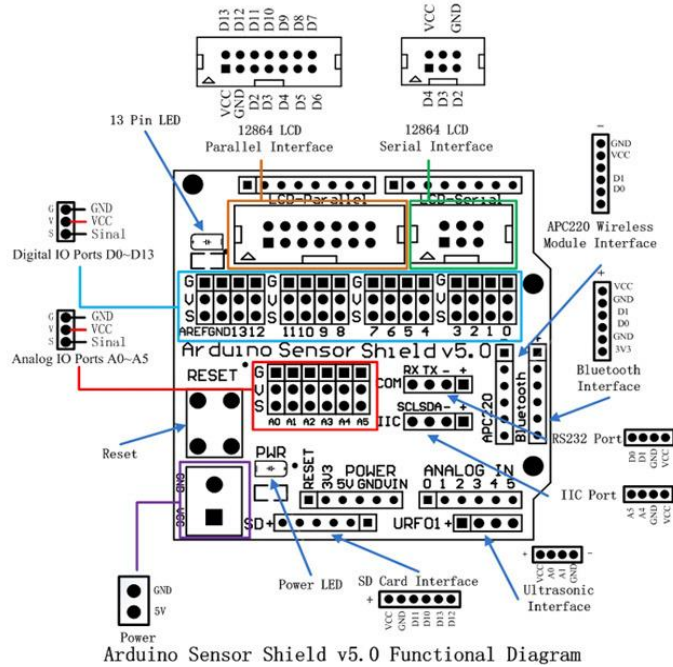 D13 D12 D11 D10 D9 D8 D7
VCC GND
VCC GND D2 D3 D4 D5 D6
D4 D3 D2
13 Pin LED
12864 LCD
Parallel Interface
12864 LCD
Serial Interface
-
GND
VCC
D1
D0
APC220 Wireless
Module Interface
LCD-Parallel
LCD-Serial
G GND
V VCC
S Sinal
Digital IO Ports D0~D13
G V S
G V S
G V S
G V S
AREFGND13 12
11 10 9 8
7 6 5 4
3 2 1 0
+
VCC
GND
D1
D0
GND
3V3
Bluetooth
Interface
G GND
V VCC
S Sinal
Analog IO Ports A0~A5
Arduino Sensor Shield v5.0
- +
RESET
G
V
S
A0 A1 A2 A3 A4 A5
COM
RX TX - +
IIC
SCLSDA- +
APC220
Bluetooth
Reset
RS232 Port
D0 D1 GND VCC
IIC Port
A5 A4 GND VCC
GND
VCC
PWR
RESET 3V3 5V GNDVIN
POWER
ANALOG IN
0 1 2 3 4 5
SD+
URF01+
GND
5V
Power
Power LED
SD Card Interface
+
VCC GND D11 D10 D13 D12
+ -
VCC A0 A1 GND
Ultrasonic
Interface
Arduino Sensor Shield v5.0 Functional Diagram